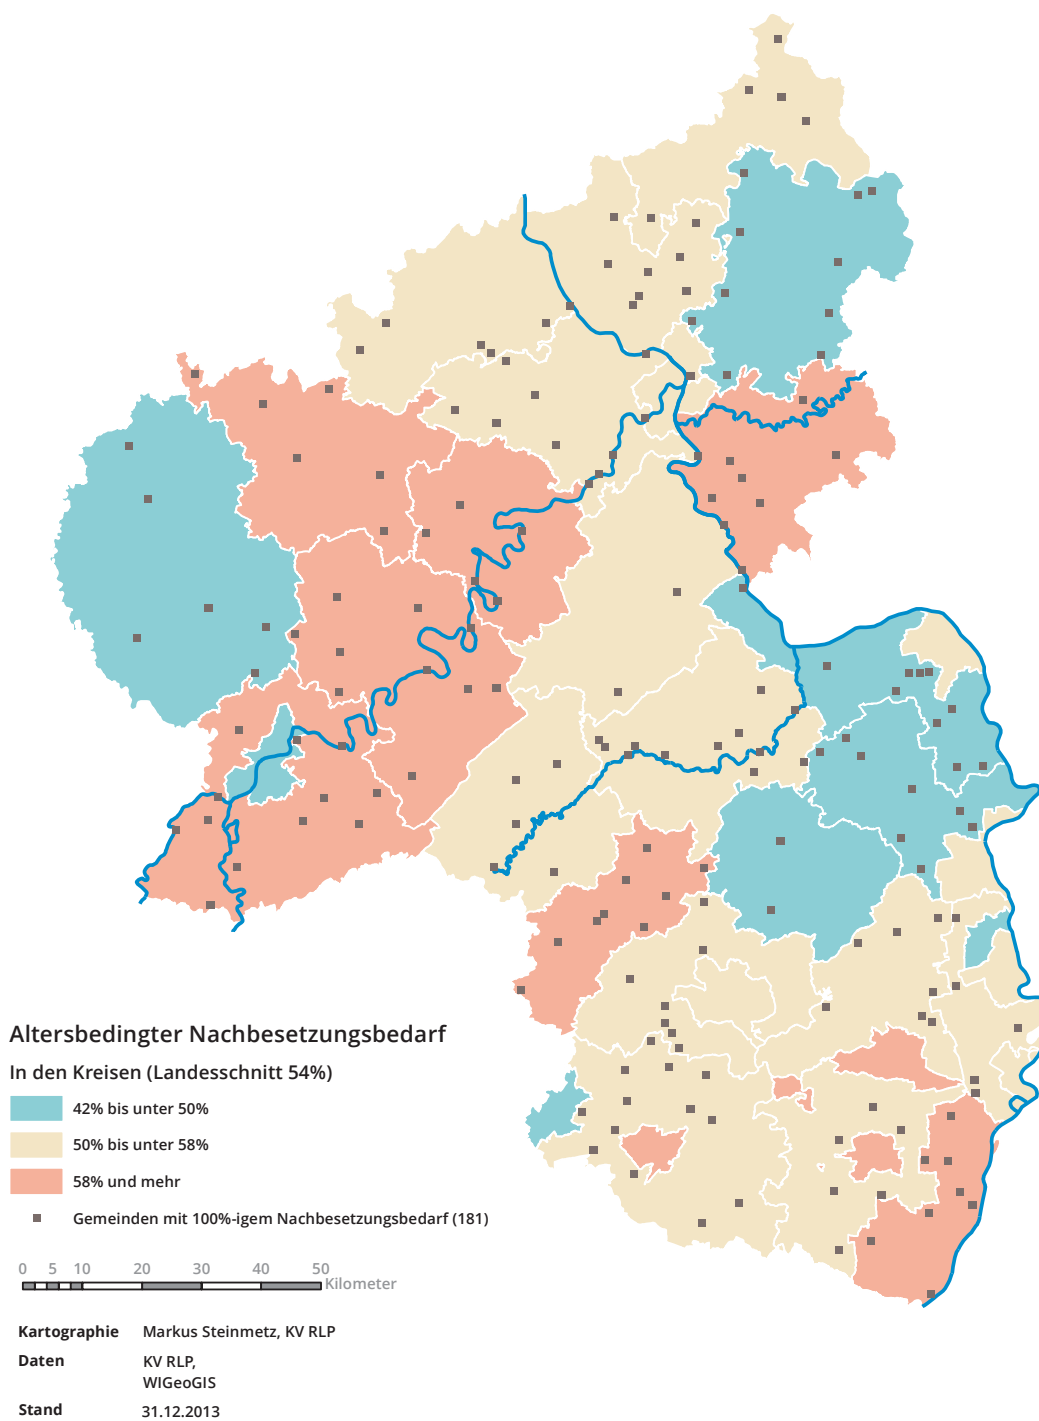 Altersbedingter Nachbesetzungsbedarf
In den Kreisen (Landesschnitt 54%)
42% bis unter 50%
50% bis unter 58%
58% und mehr
Gemeinden mit 100%-igem Nachbesetzungsbedarf (181)
0 5 10 20 30 40 50
Kilometer
Kartographie Markus Steinmetz, KV RLP
Daten KV RLP,
WIGeoGIS
Stand 31.12.2013